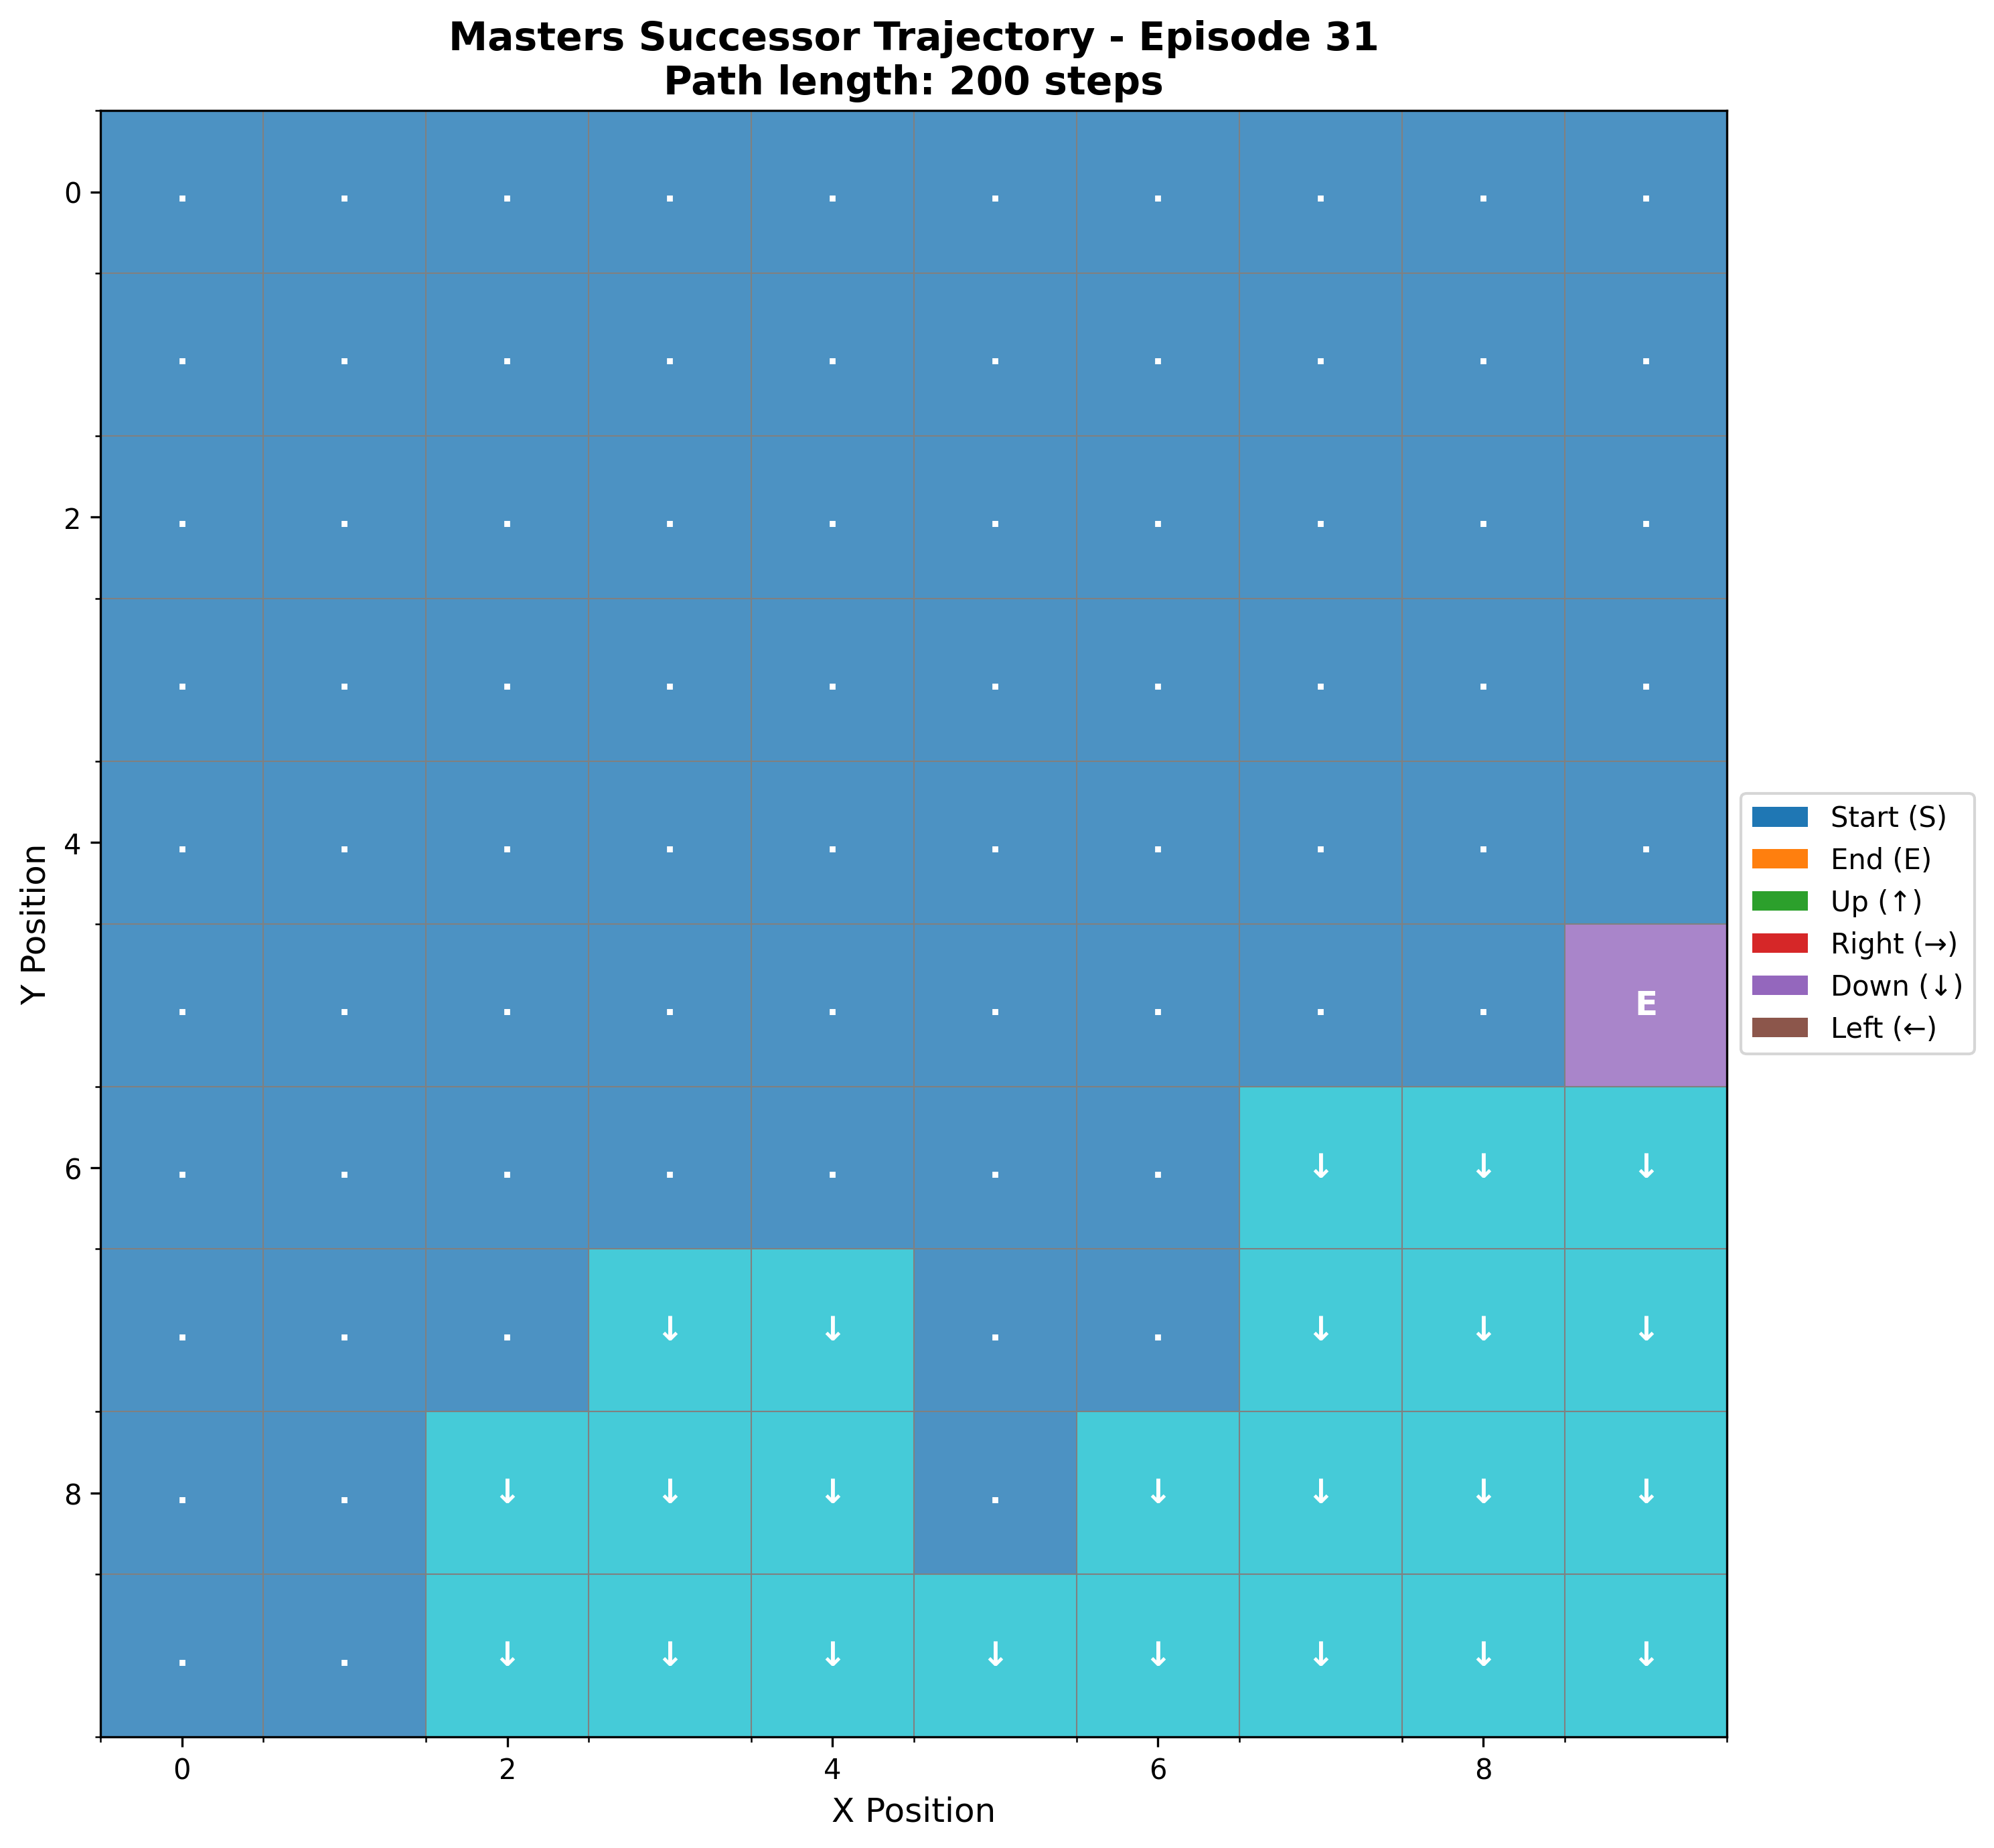 Masters Successor Trajectory - Episode 31
Path length: 200 steps
0
. . . . . . . . . .
. . . . . . . . . .
2
. . . . . . . . . .
. . . . . . . . . .
4
. . . . . . . . . .
. . . . . . . . . E
6
. . . . . . . ↓ ↓ ↓
. . . ↓ ↓ . . ↓ ↓ ↓
8
. . ↓ ↓ ↓ . ↓ ↓ ↓ ↓
. . ↓ ↓ ↓ ↓ ↓ ↓ ↓ ↓
0 2 4 6 8
X Position
Y Position
Start (S)
End (E)
Up (↑)
Right (→)
Down (↓)
Left (←)